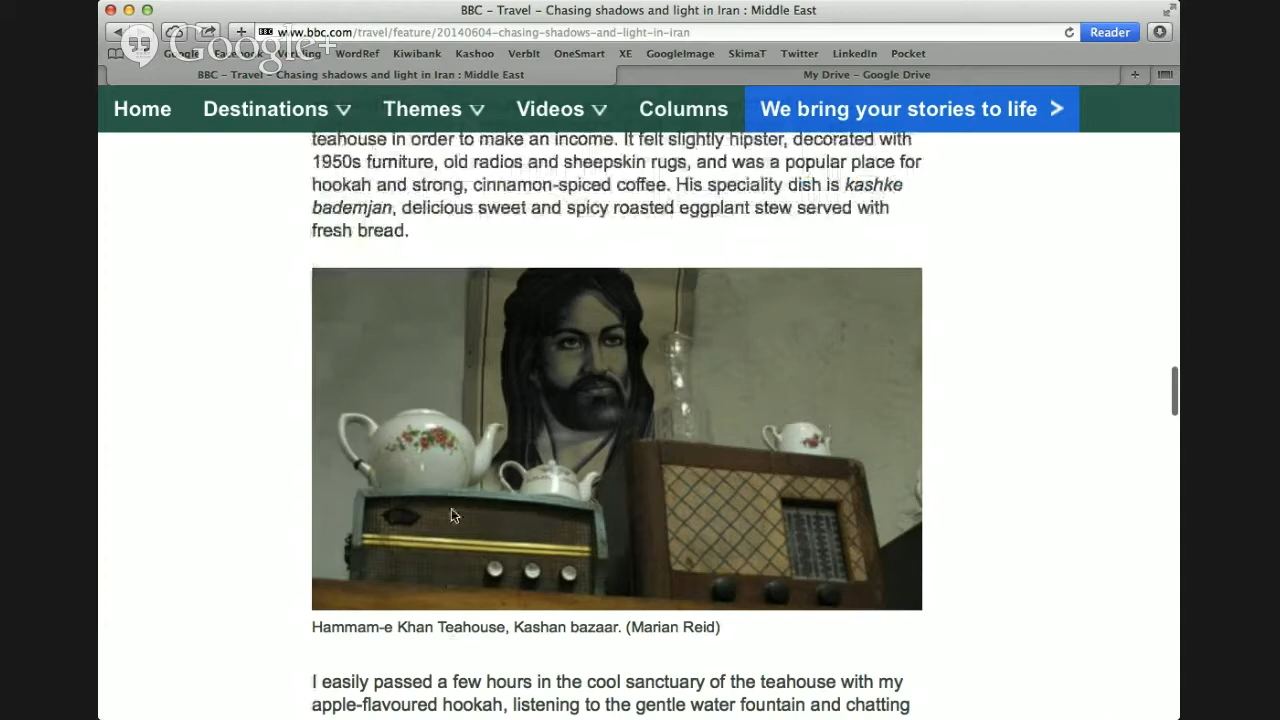 BBC – Travel – Chasing shadows and light in Iran : Middle East
Google+
BBC www.bbc.com/travel/feature/20140604-chasing-shadows-and-light-in-iran
Reader
Google Facebook WordRef Kiwibank Kashoo Verblt OneSmart XE GoogleImage SkimaT Twitter LinkedIn Pocket
BBC – Travel – Chasing shadows and light in Iran : Middle East
My Drive – Google Drive
Home Destinations Themes Videos Columns We bring your stories to life >
teahouse in order to make an income. It felt slightly hipster, decorated with
1950s furniture, old radios and sheepskin rugs, and was a popular place for
hookah and strong, cinnamon-spiced coffee. His speciality dish is kashke
bademjan, delicious sweet and spicy roasted eggplant stew served with
fresh bread.
Hammam-e Khan Teahouse, Kashan bazaar. (Marian Reid)
I easily passed a few hours in the cool sanctuary of the teahouse with my
apple-flavoured hookah, listening to the gentle water fountain and chatting